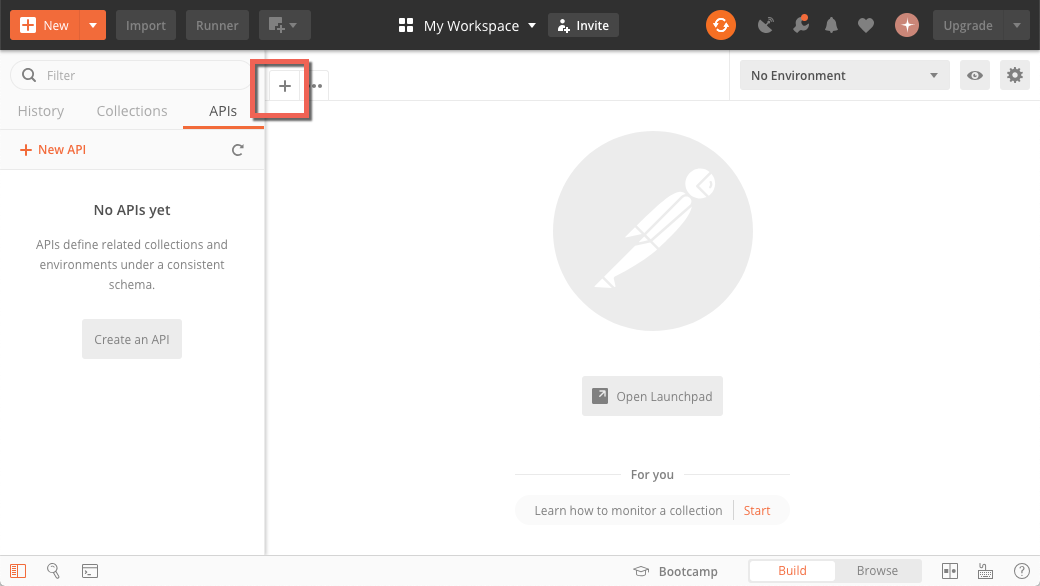 New
Import
Runner
My Workspace
Invite
Upgrade
Filter
No Environment
History
Collections
APIs
New API
No APIs yet
APIs define related collections and
environments under a consistent
schema.
Create an API
Open Launchpad
For you
Learn how to monitor a collection
Start
Bootcamp
Build
Browse